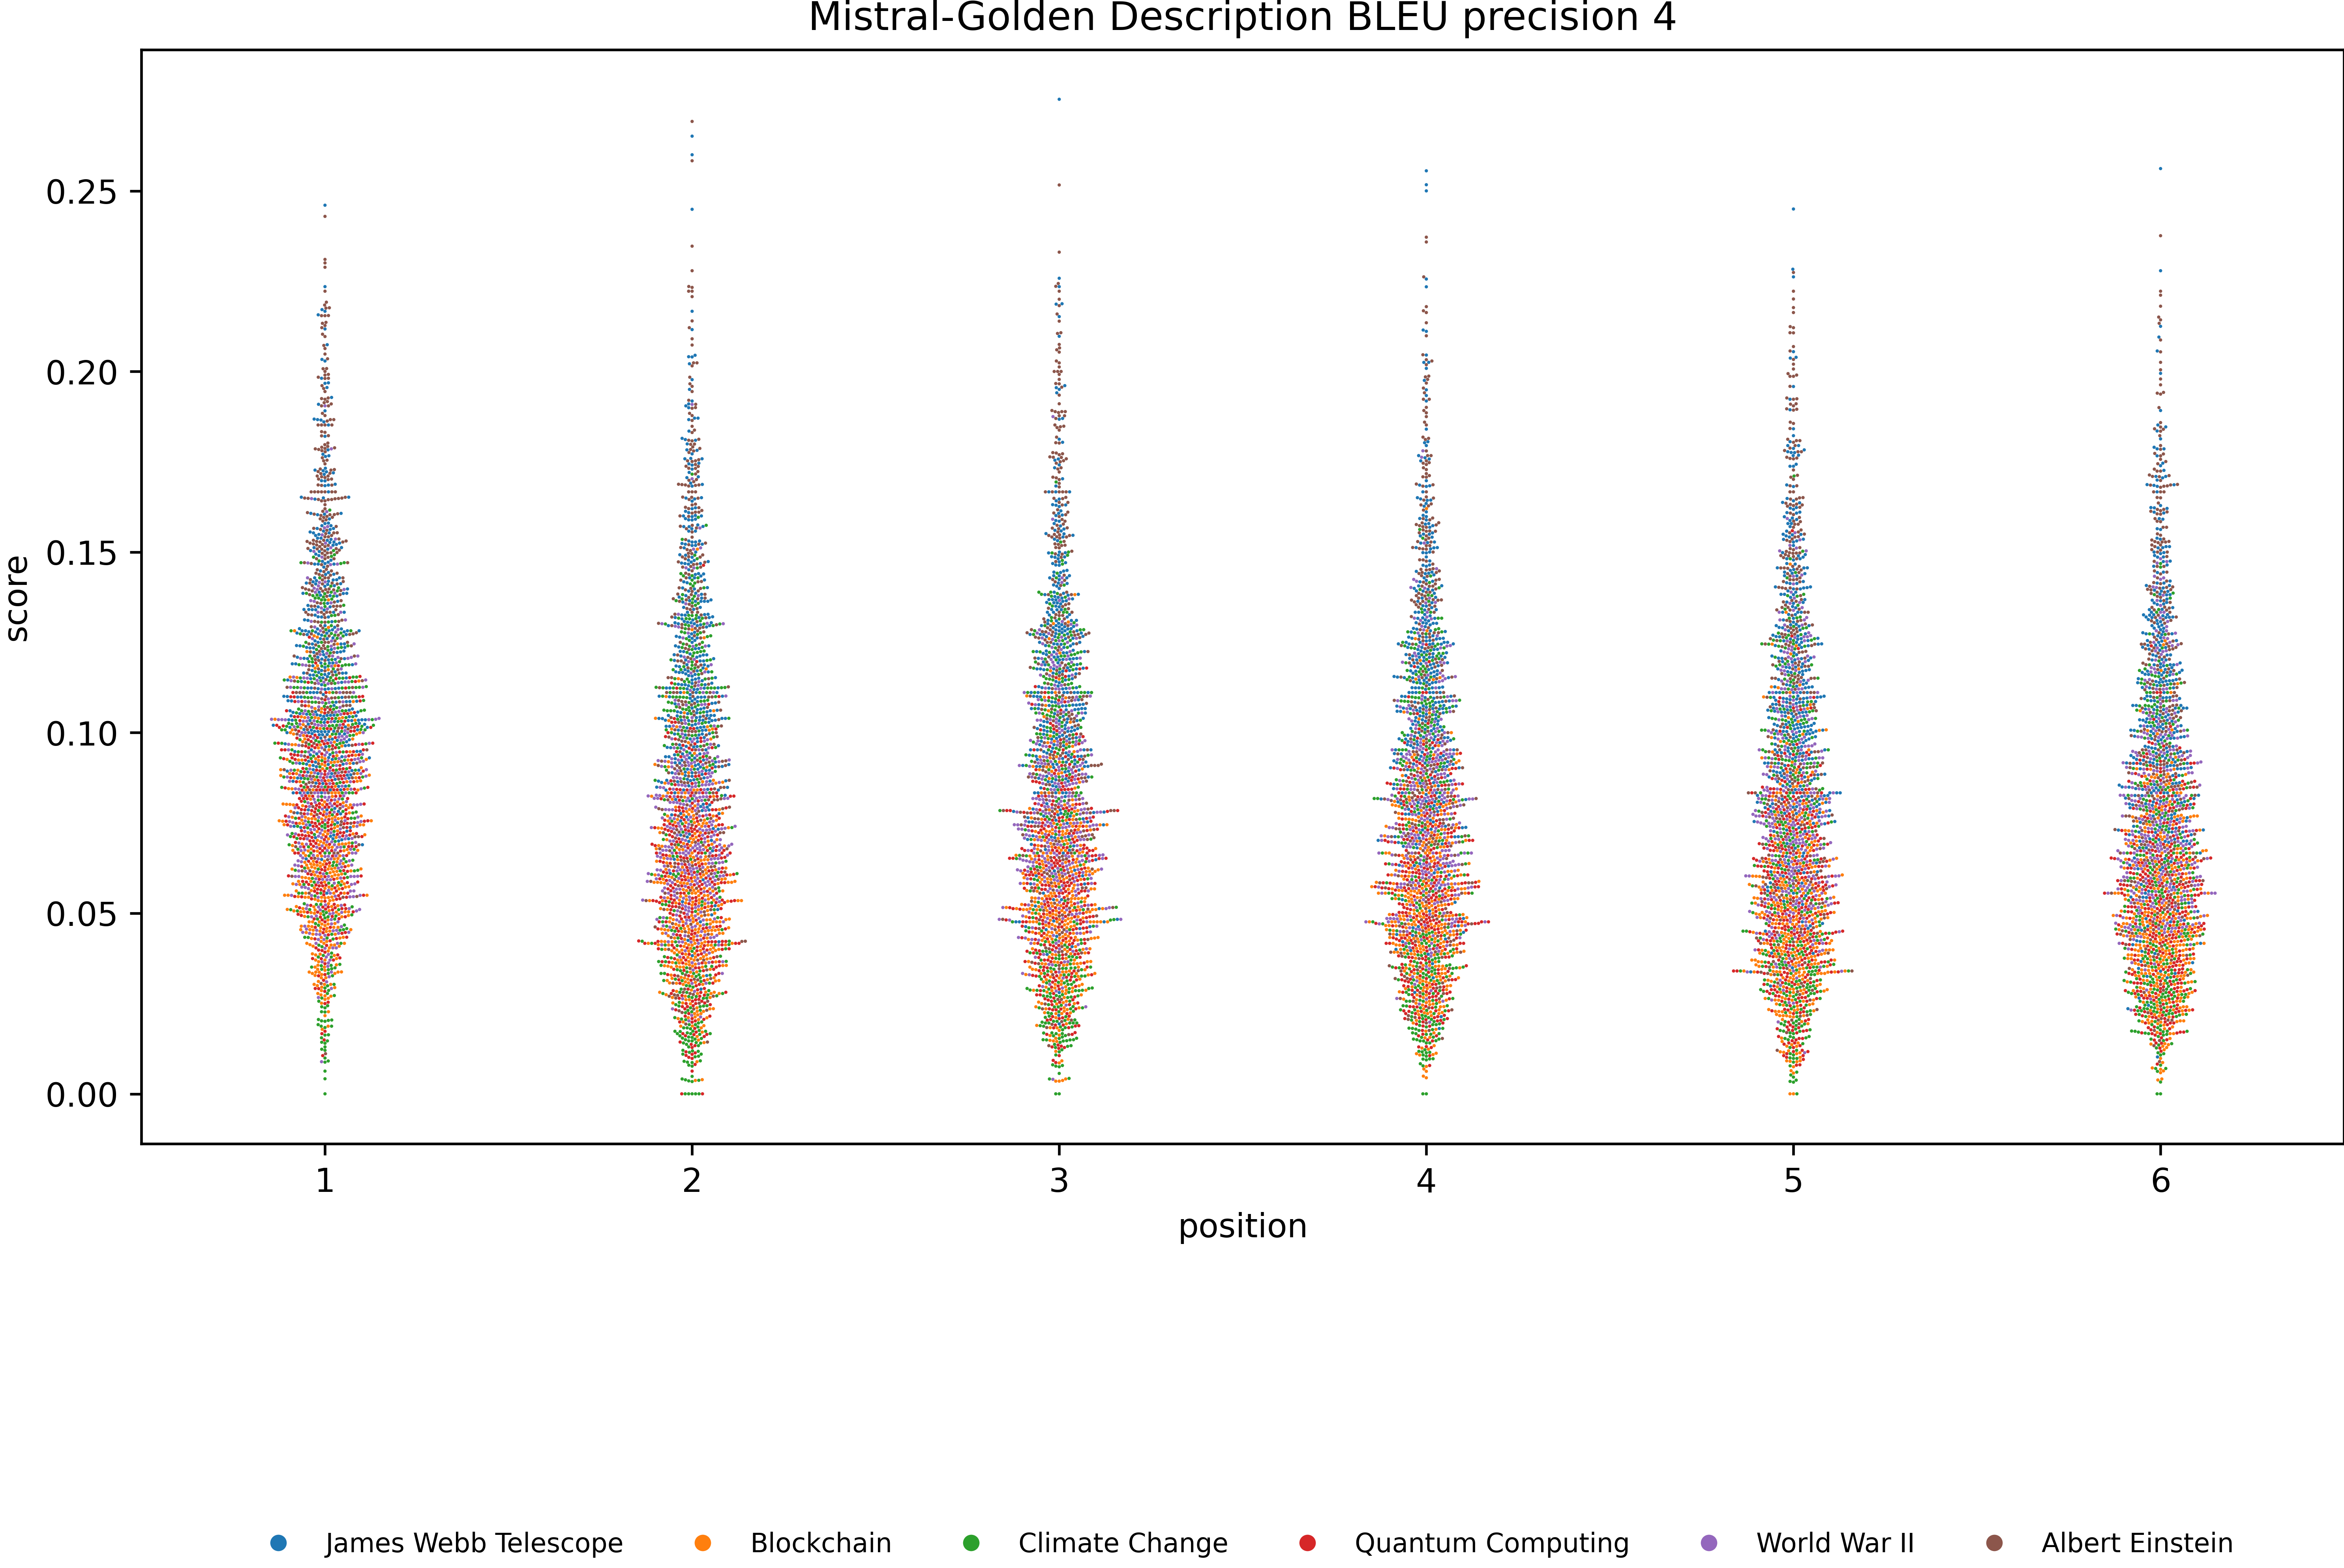 Mistral-Golden Description BLEU precision 4
score
0.25
0.20
0.15
0.10
0.05
0.00
1 2 3 4 5 6
position
James Webb Telescope Blockchain Climate Change Quantum Computing World War II Albert Einstein